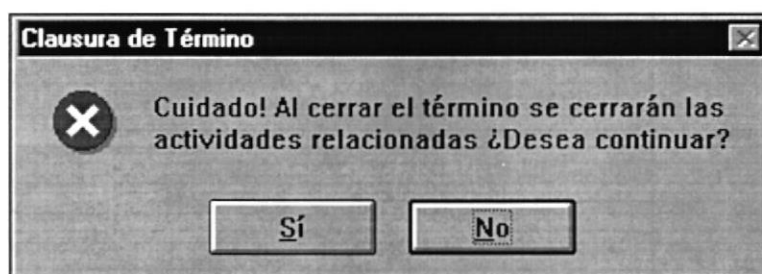 Clausura de Término
Cuidado! Al cerrar el término se cerrarán las
actividades relacionadas ¿Desea continuar?
Sí
No